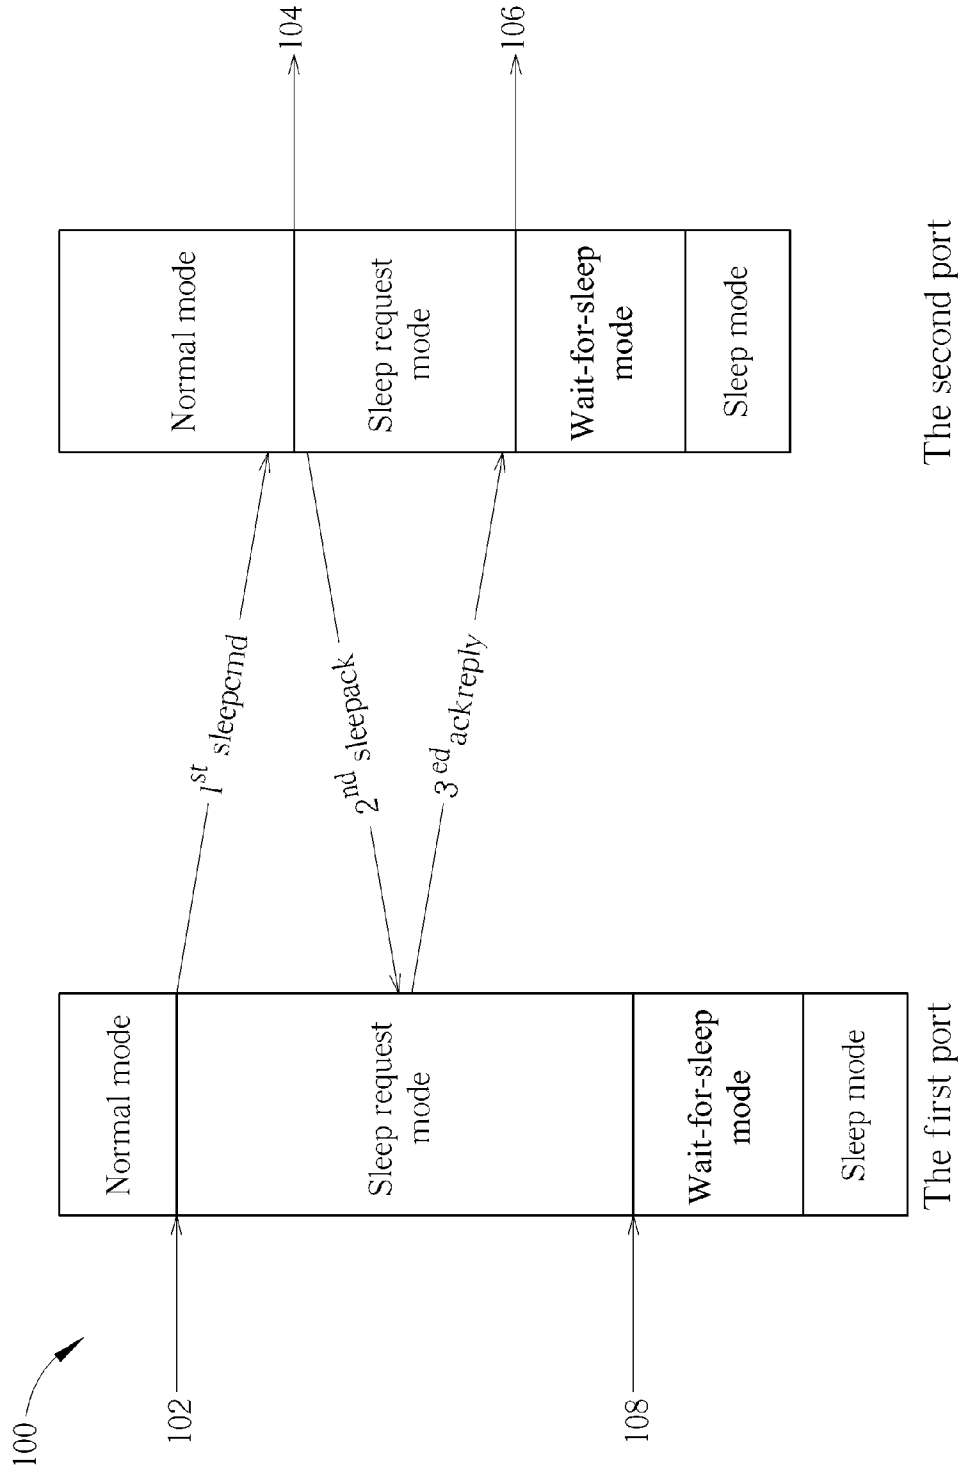 100
102
108
Normal mode
Sleep request
mode
Wait-for-sleep
mode
Sleep mode
The first port
1st sleepcmd
2nd sleepack
3ed ackreply
Normal mode
Sleep request
mode
Wait-for-sleep
mode
Sleep mode
The second port
104
106